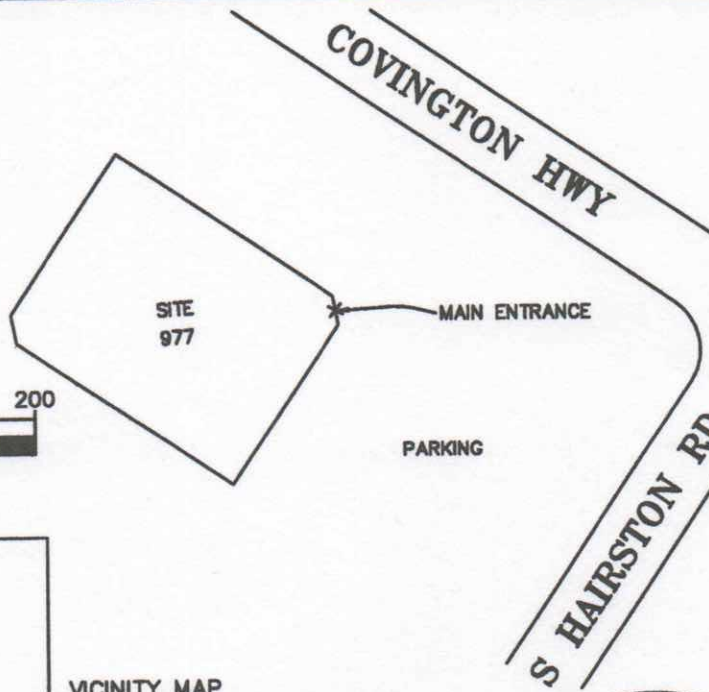 COVINGTON HWY
SITE
977
MAIN ENTRANCE
200
PARKING
S HAIRSTON RD
VICINITY MAP